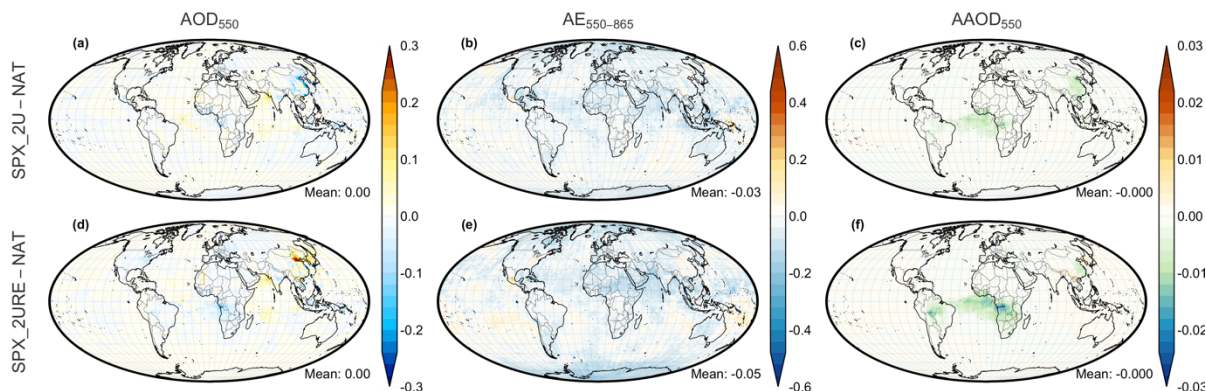 AOD550
AE550–865
AAOD550
SPX_2U – NAT
(a)
Mean: 0.00
0.3
0.2
0.1
0.0
-0.1
-0.2
-0.3
(b)
Mean: -0.03
0.6
0.4
0.2
0.0
-0.2
-0.4
-0.6
(c)
Mean: -0.000
0.03
0.02
0.01
0.00
-0.01
-0.02
-0.03
SPX_2URE – NAT
(d)
Mean: 0.00
(e)
Mean: -0.05
(f)
Mean: -0.000